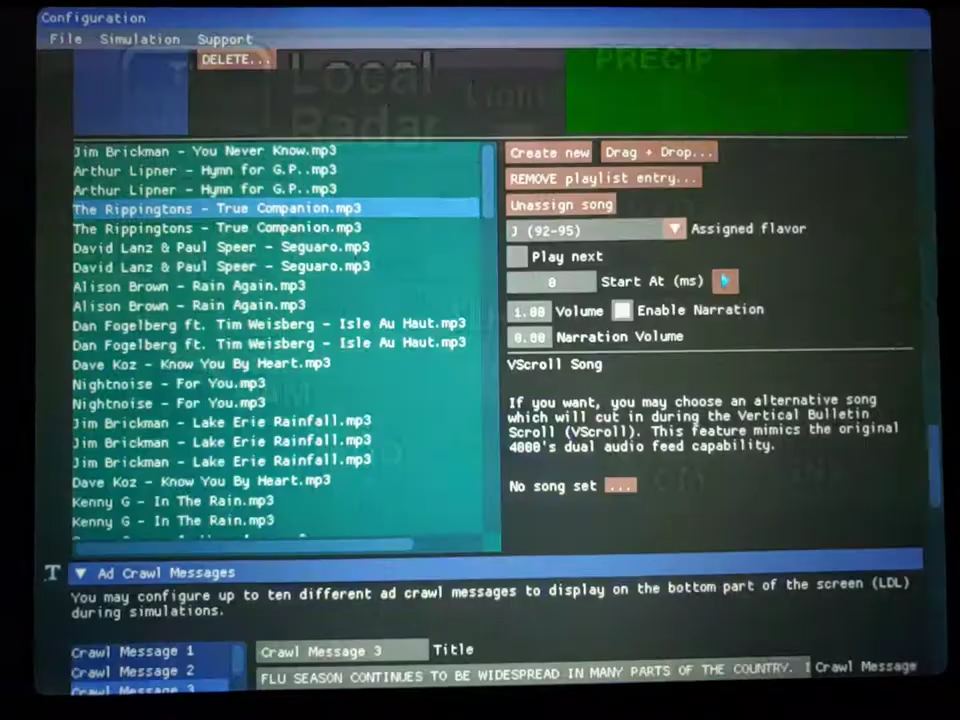 Configuration
File Simulation Support
DELETE...
Local
Radar
PRECIP
Jim Brickman - You Never Know.mp3
Arthur Lipner - Hymn for G.P..mp3
Arthur Lipner - Hymn for G.P..mp3
The Rippingtons - True Companion.mp3
The Rippingtons - True Companion.mp3
David Lanz & Paul Speer - Seguaro.mp3
David Lanz & Paul Speer - Seguaro.mp3
Alison Brown - Rain Again.mp3
Alison Brown - Rain Again.mp3
Dan Fogelberg ft. Tim Weisberg - Isle Au Haut.mp3
Dan Fogelberg ft. Tim Weisberg - Isle Au Haut.mp3
Dave Koz - Know You By Heart.mp3
Nightnoise - For You.mp3
Nightnoise - For You.mp3
Jim Brickman - Lake Erie Rainfall.mp3
Jim Brickman - Lake Erie Rainfall.mp3
Jim Brickman - Lake Erie Rainfall.mp3
Dave Koz - Know You By Heart.mp3
Kenny G - In The Rain.mp3
Kenny G - In The Rain.mp3
Create new Drag + Drop...
REMOVE playlist entry...
Unassign song
J (92-95) Assigned flavor
Play next
0 Start At (ms)
1.00 Volume Enable Narration
0.80 Narration Volume
VScroll Song
If you want, you may choose an alternative song
which will cut in during the Vertical Bulletin
Scroll (VScroll). This feature mimics the original
4000's dual audio feed capability.
No song set ...
T Ad Crawl Messages
You may configure up to ten different ad crawl messages to display on the bottom part of the screen (LDL)
during simulations.
Crawl Message 1
Crawl Message 2
Crawl Message 3
Crawl Message 3 Title
FLU SEASON CONTINUES TO BE WIDESPREAD IN MANY PARTS OF THE COUNTRY. I Crawl Message